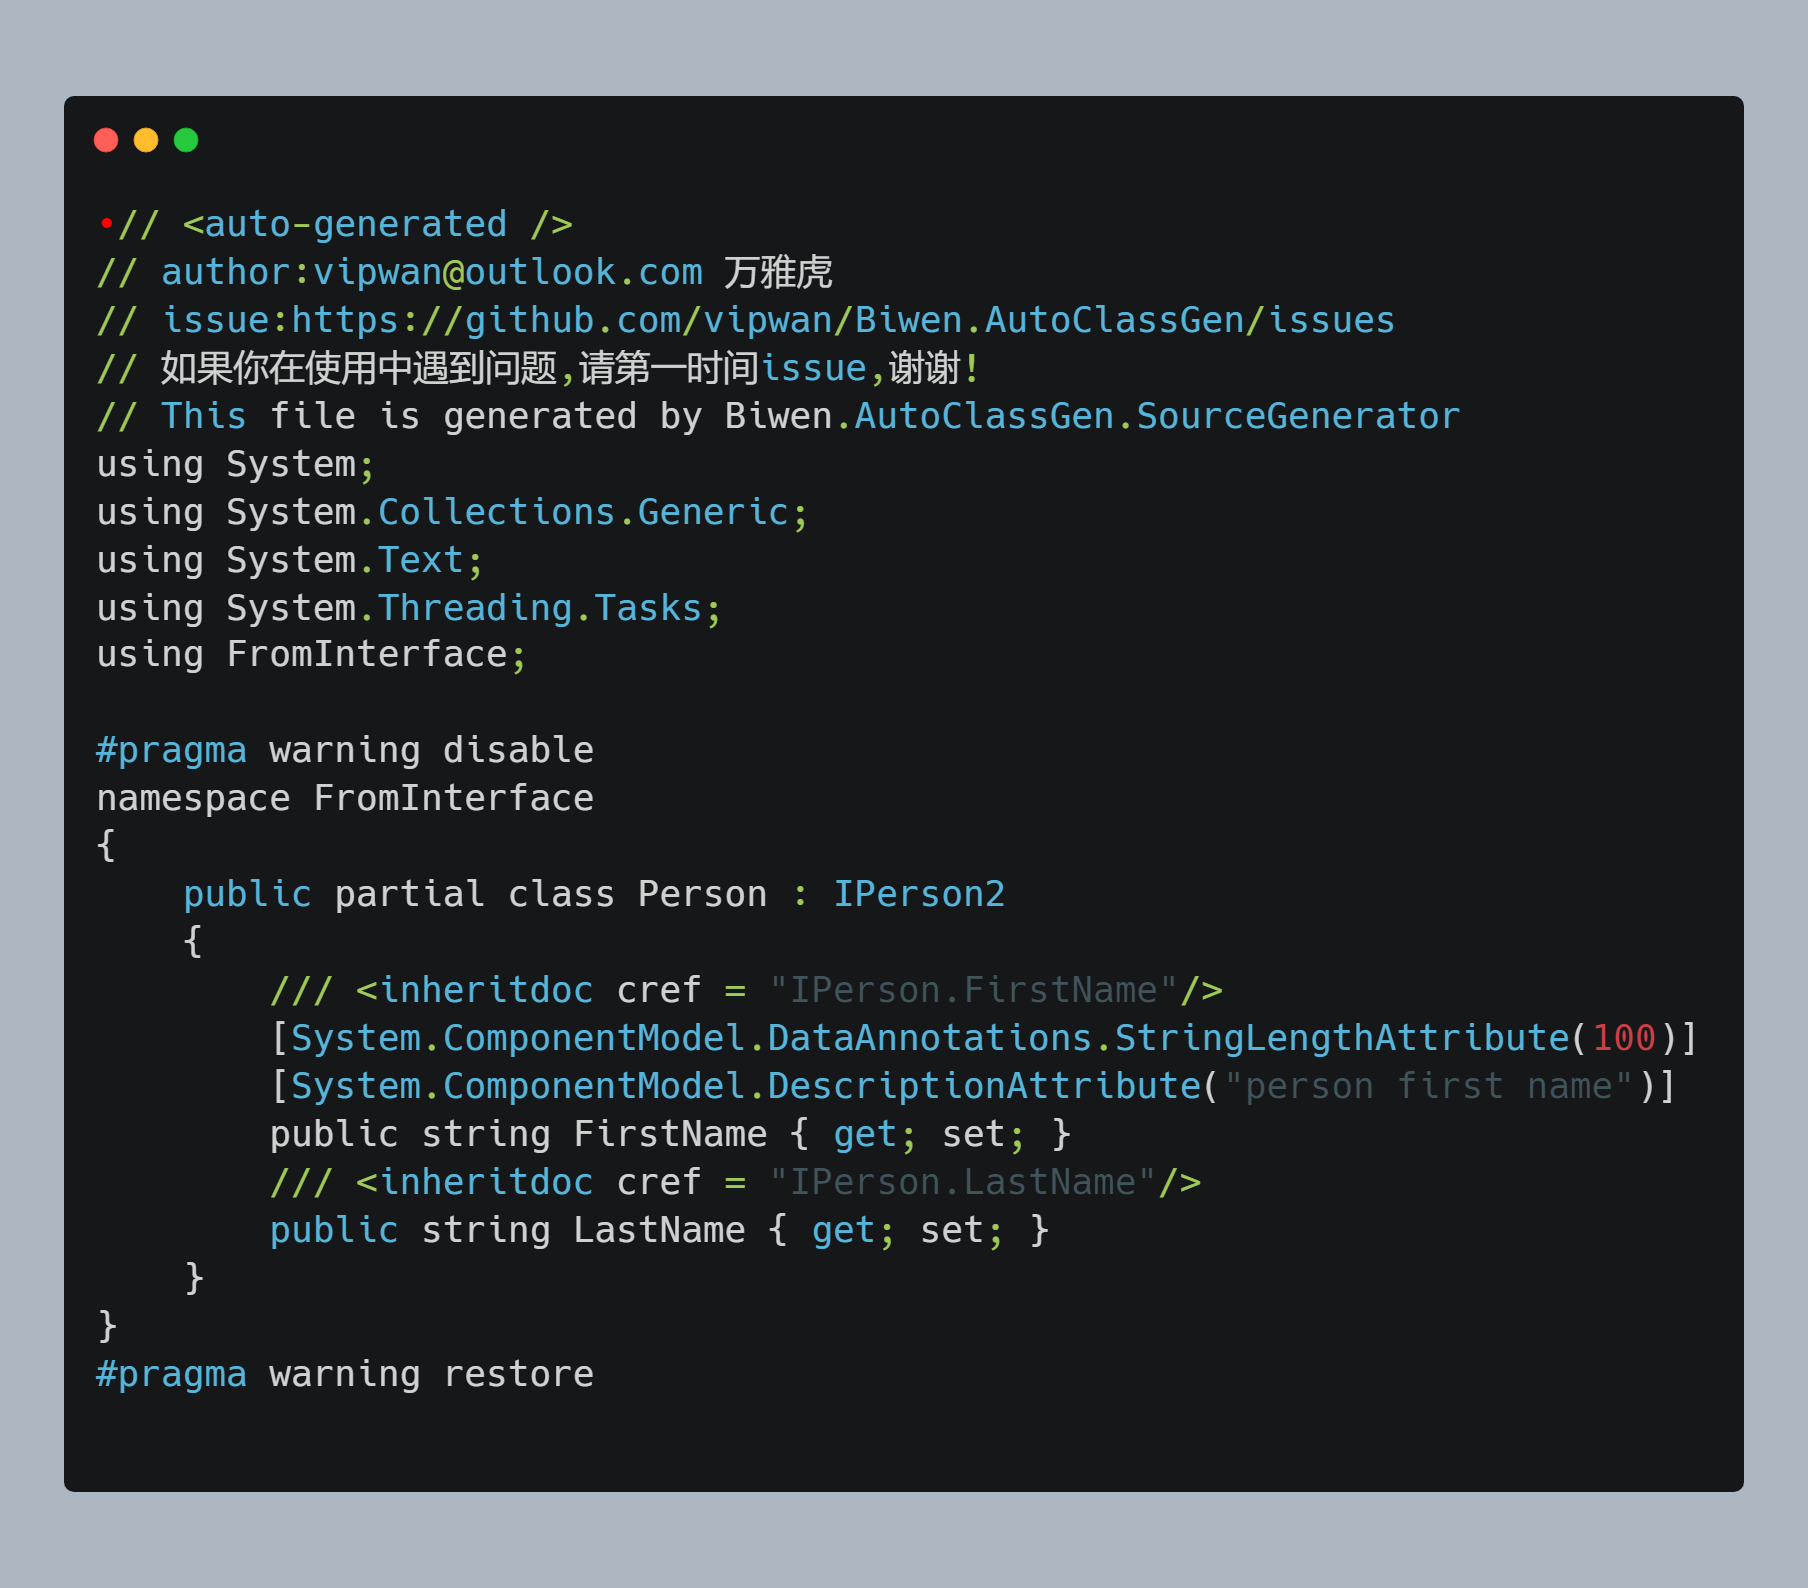 •// <auto-generated />
// author:vipwan@outlook.com 万雅虎
// issue:https://github.com/vipwan/Biwen.AutoClassGen/issues
// 如果你在使用中遇到问题,请第一时间issue,谢谢!
// This file is generated by Biwen.AutoClassGen.SourceGenerator
using System;
using System.Collections.Generic;
using System.Text;
using System.Threading.Tasks;
using FromInterface;

#pragma warning disable
namespace FromInterface
{
    public partial class Person : IPerson2
    {
        /// <inheritdoc cref = "IPerson.FirstName"/>
        [System.ComponentModel.DataAnnotations.StringLengthAttribute(100)]
        [System.ComponentModel.DescriptionAttribute("person first name")]
        public string FirstName { get; set; }
        /// <inheritdoc cref = "IPerson.LastName"/>
        public string LastName { get; set; }
    }
}
#pragma warning restore